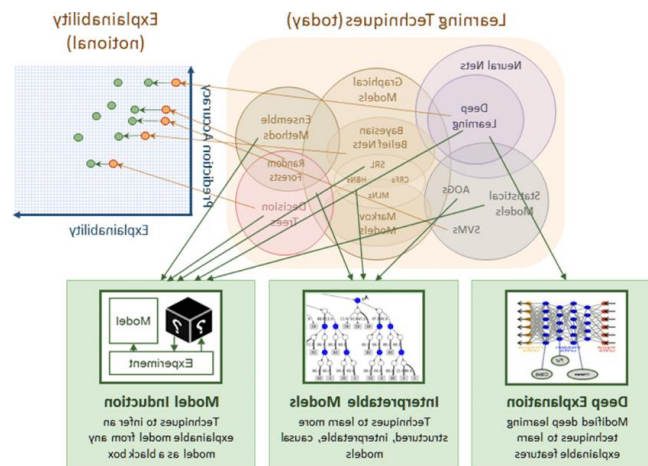 Learning Techniques (today)
Explainability
(notional)
Neural Nets
Deep
Learning
Graphical
Models
Bayesian
Belief Nets
SRL
CRFs
HBNs
MLNs
Markov
Models
Ensemble
Methods
Random
Forests
Decision
Trees
Statistical
Models
AOGs
SVMs
Prediction Accuracy
Explainability
Deep Explanation
Modified deep learning
techniques to learn
explainable features
Interpretable Models
Techniques to learn more
structured, interpretable, causal
models
Model
?
?
Experiment
Model Induction
Techniques to infer an
explainable model from any
model as a black box